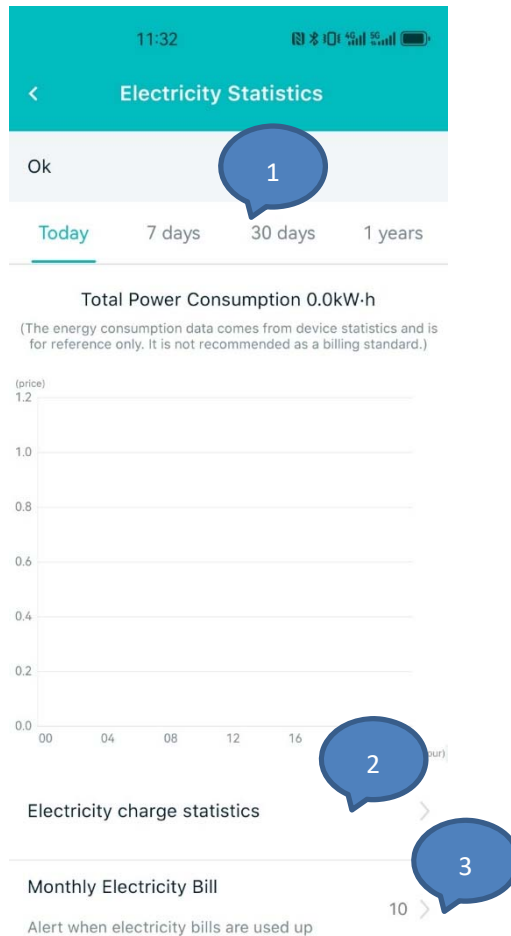 11:32
4G 5G
Electricity Statistics
Ok
1
Today 7 days 30 days 1 years
Total Power Consumption 0.0kW·h
(The energy consumption data comes from device statistics and is
for reference only. It is not recommended as a billing standard.)
(price)
1.2
1.0
0.8
0.6
0.4
0.2
0.0
00 04 08 12 16
2
Electricity charge statistics
3
Monthly Electricity Bill
10
Alert when electricity bills are used up